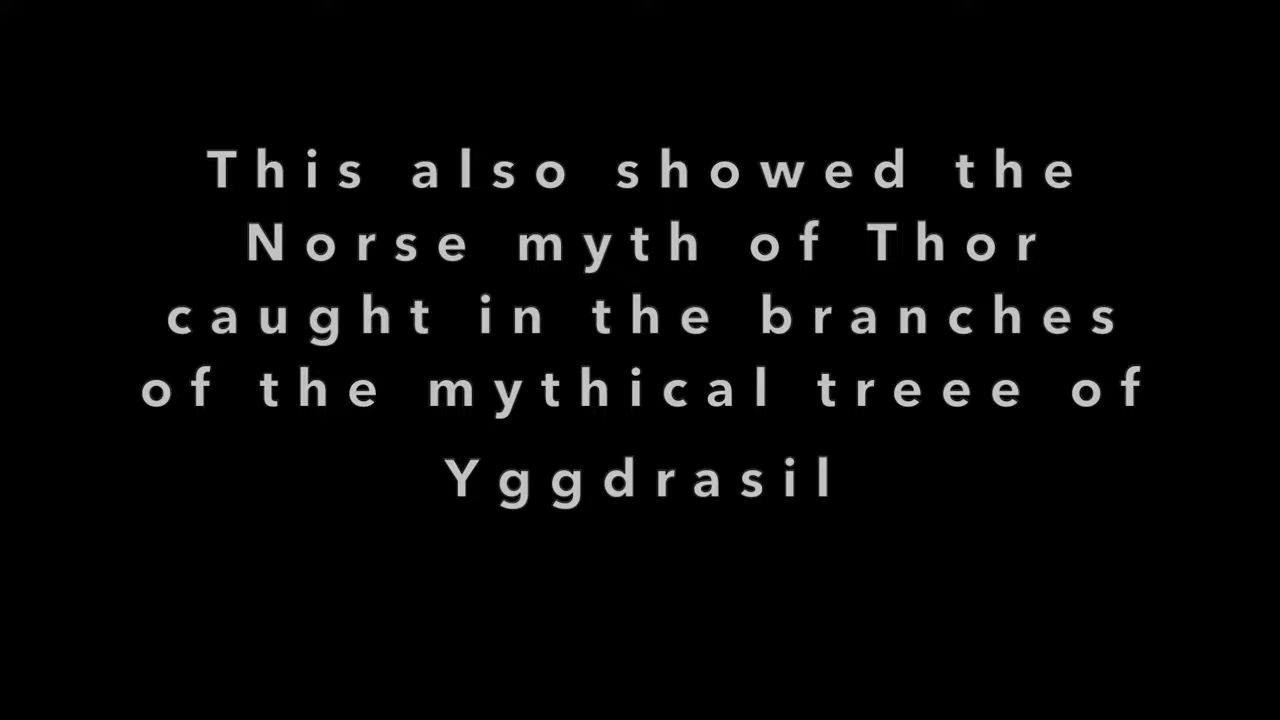 This also showed the
Norse myth of Thor
caught in the branches
of the mythical treee of
Yggdrasil